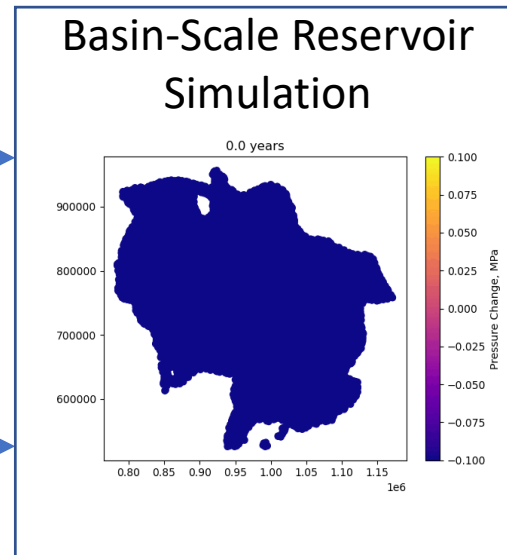 Basin-Scale Reservoir
Simulation
0.0 years
900000
800000
700000
600000
0.80 0.85 0.90 0.95 1.00 1.05 1.10 1.15
1e6
0.100
0.075
0.050
0.025
0.000
−0.025
−0.050
−0.075
−0.100
Pressure Change, MPa